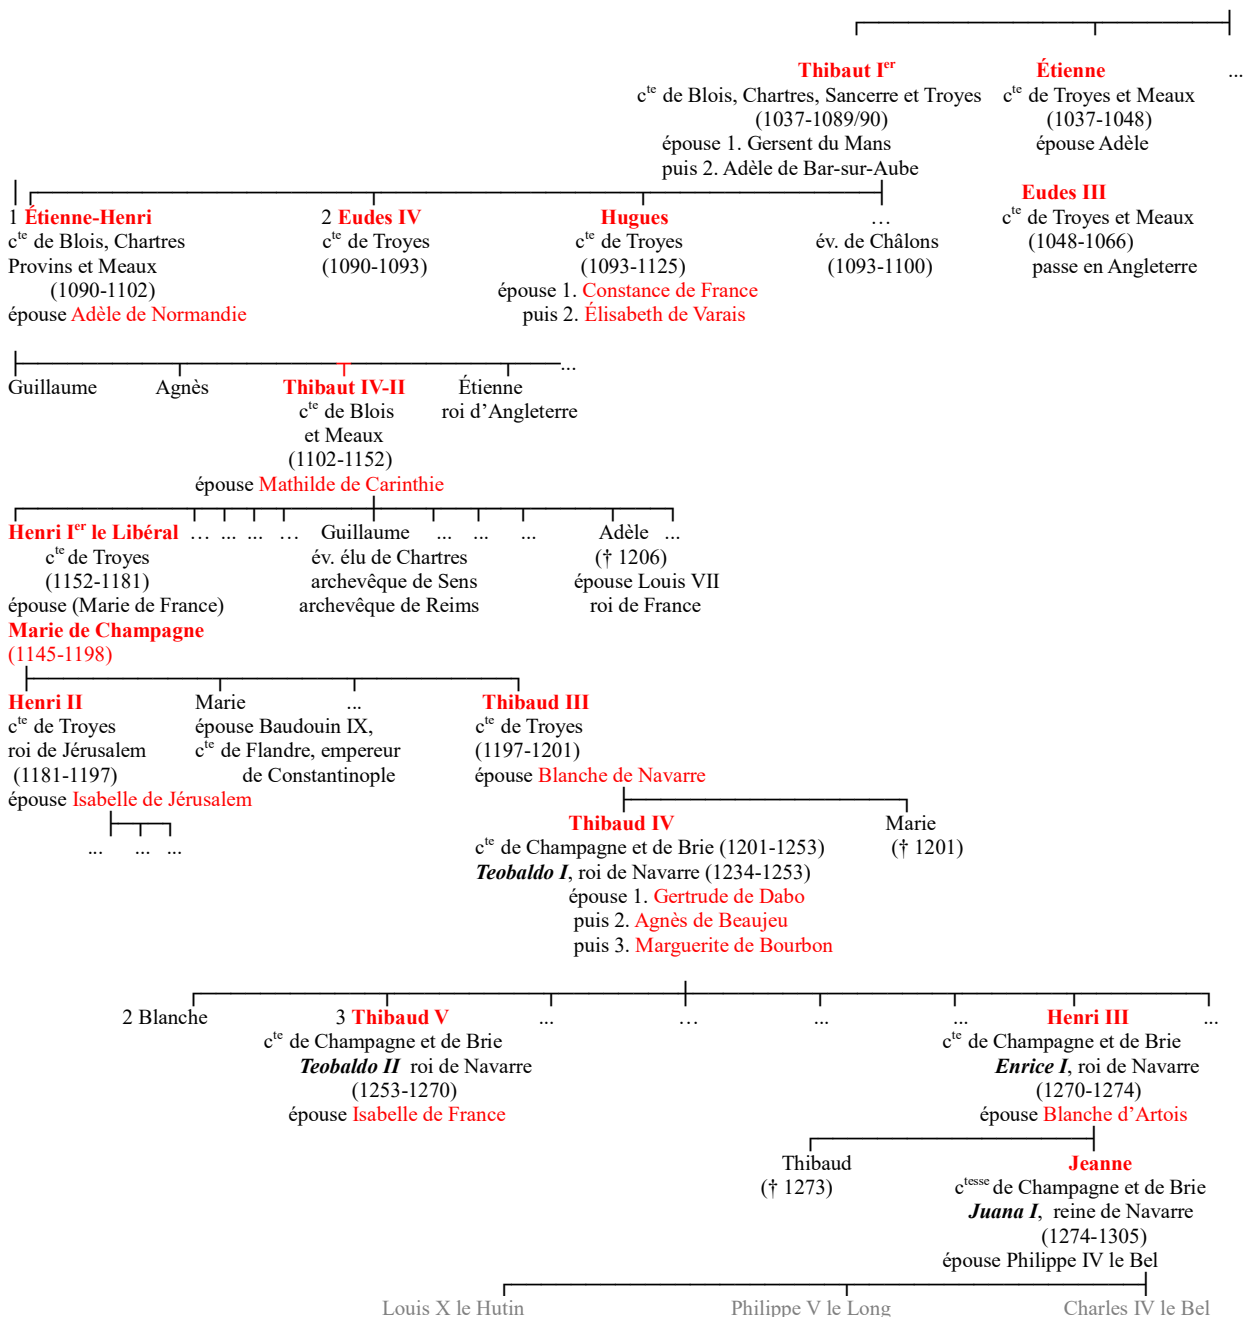 Thibaut Ier Étienne ...
cte de Blois, Chartres, Sancerre et Troyes cte de Troyes et Meaux
(1037-1089/90) (1037-1048)
épouse 1. Gersent du Mans épouse Adèle
puis 2. Adèle de Bar-sur-Aube
Eudes III
1 Étienne-Henri 2 Eudes IV Hugues … cte de Troyes et Meaux
cte de Blois, Chartres cte de Troyes cte de Troyes év. de Châlons (1048-1066)
Provins et Meaux (1090-1093) (1093-1125) (1093-1100) passe en Angleterre
(1090-1102) épouse 1. Constance de France
épouse Adèle de Normandie puis 2. Élisabeth de Varais
...
Guillaume Agnès Thibaut IV-II Étienne
cte de Blois roi d’Angleterre
et Meaux
(1102-1152)
épouse Mathilde de Carinthie
Henri Ier le Libéral … ... ... … Guillaume ... ... ... Adèle ...
cte de Troyes év. élu de Chartres († 1206)
(1152-1181) archevêque de Sens épouse Louis VII
épouse (Marie de France) archevêque de Reims roi de France
Marie de Champagne
(1145-1198)
Henri II Marie ... Thibaud III
cte de Troyes épouse Baudouin IX, cte de Troyes
roi de Jérusalem cte de Flandre, empereur (1197-1201)
(1181-1197) de Constantinople épouse Blanche de Navarre
épouse Isabelle de Jérusalem
... ... ... Thibaud IV Marie
cte de Champagne et de Brie (1201-1253) († 1201)
Teobaldo I, roi de Navarre (1234-1253)
épouse 1. Gertrude de Dabo
puis 2. Agnès de Beaujeu
puis 3. Marguerite de Bourbon
2 Blanche 3 Thibaud V ... … ... ... Henri III ...
cte de Champagne et de Brie cte de Champagne et de Brie
Teobaldo II roi de Navarre Enrice I, roi de Navarre
(1253-1270) (1270-1274)
épouse Isabelle de France épouse Blanche d’Artois
Thibaud Jeanne
(† 1273) ctesse de Champagne et de Brie
Juana I, reine de Navarre
(1274-1305)
épouse Philippe IV le Bel
Louis X le Hutin Philippe V le Long Charles IV le Bel